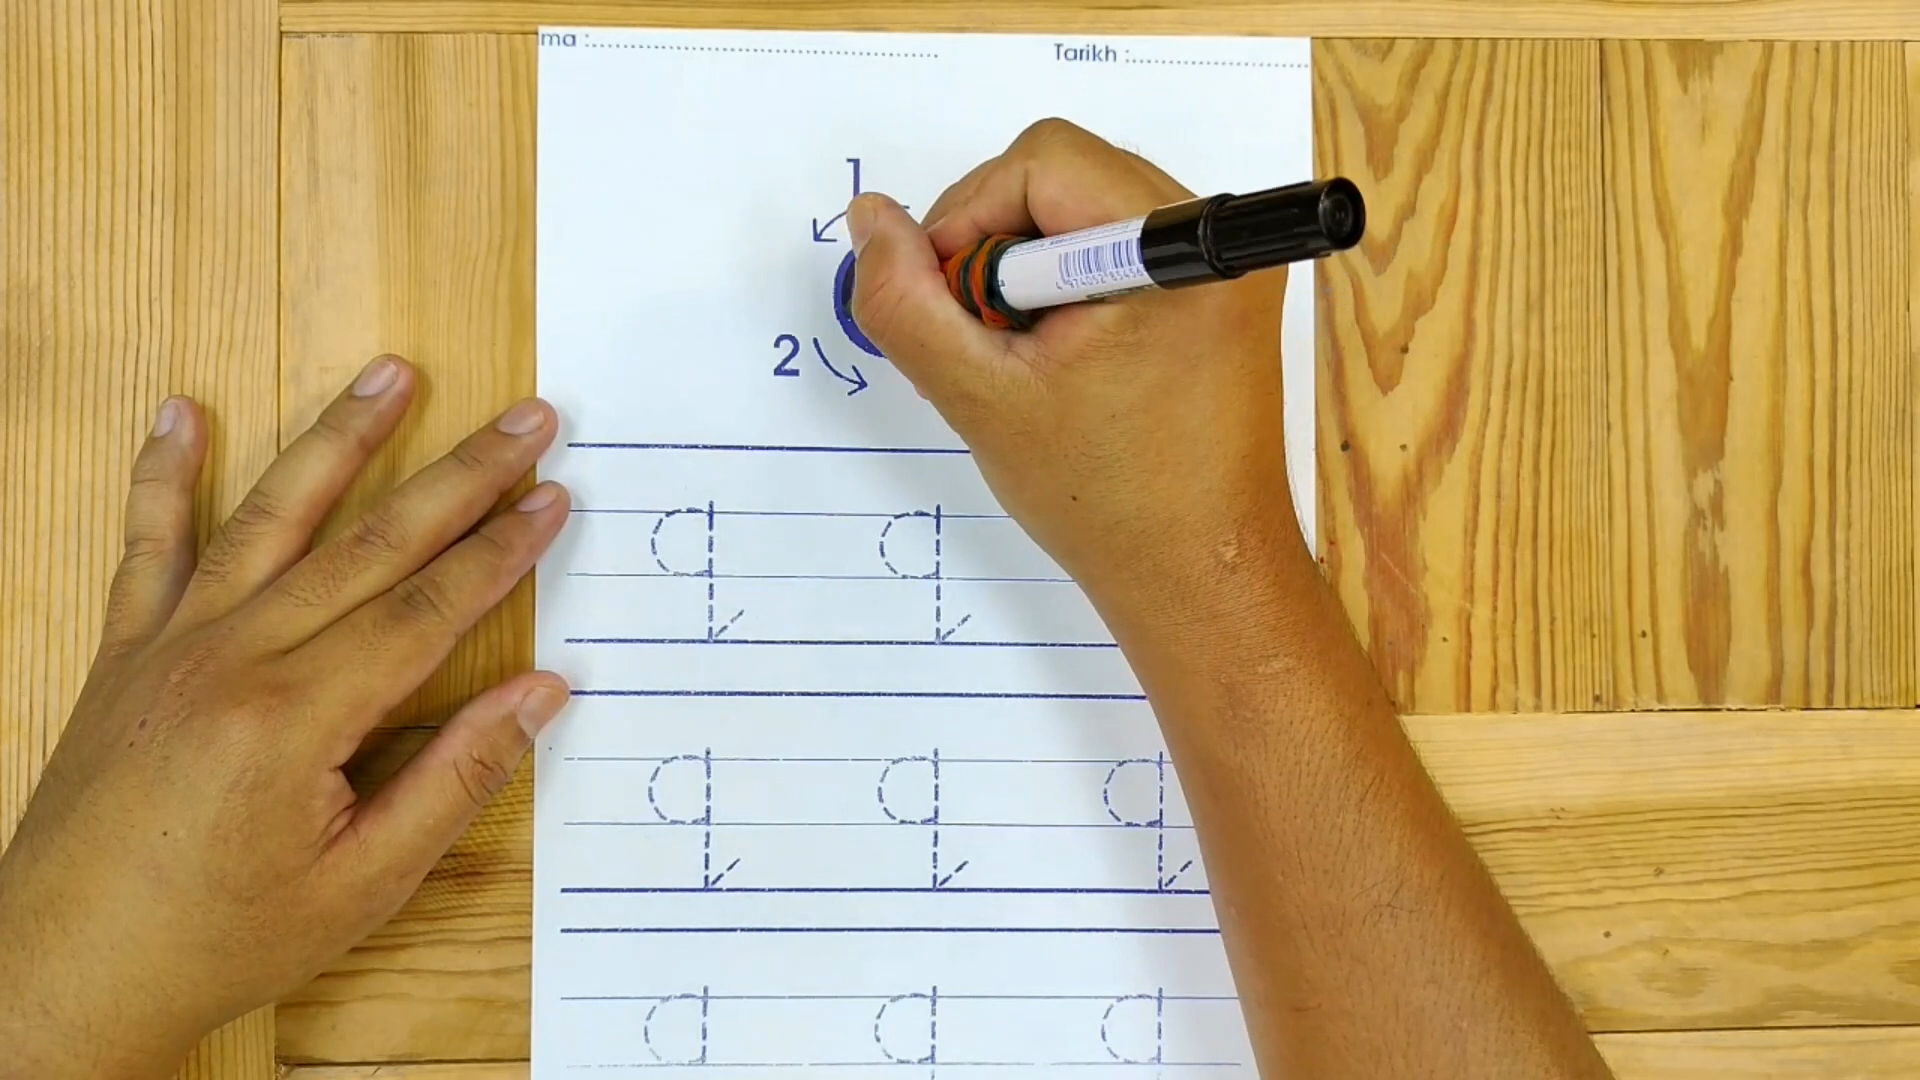 ma :
Tarikh :
1
2
q q
q q q
q q q